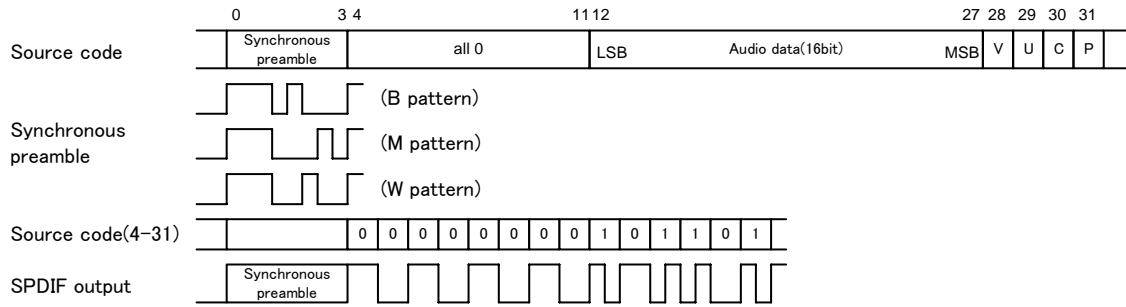 0 3 4 11 12 27 28 29 30 31
Source code Synchronous preamble all 0 LSB Audio data(16bit) MSB V U C P
(B pattern)
Synchronous preamble (M pattern)
(W pattern)
Source code(4-31) 0 0 0 0 0 0 0 0 1 0 1 1 0 1
SPDIF output Synchronous preamble